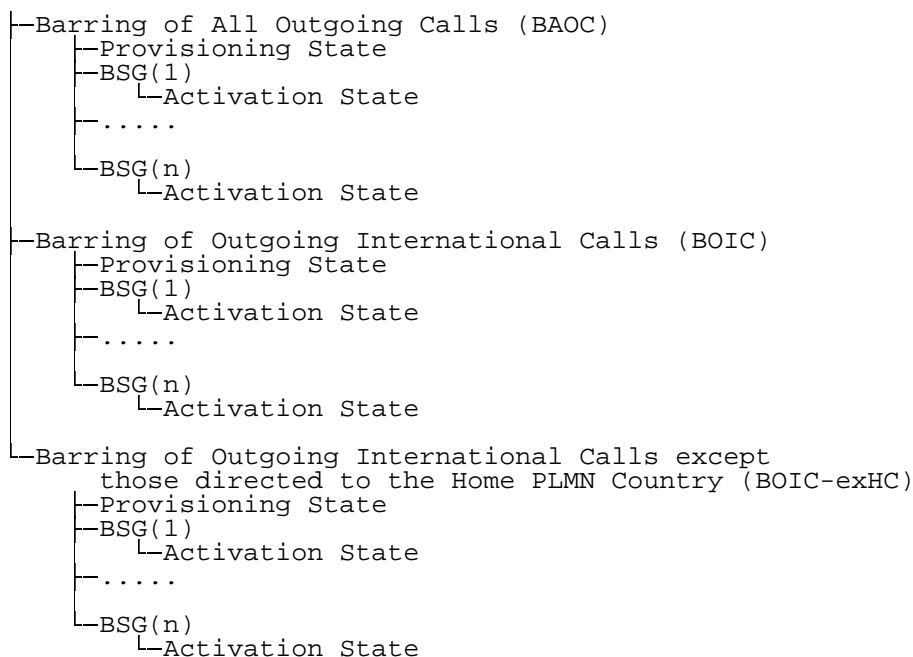 Barring of All Outgoing Calls (BAOC)
Provisioning State
BSG(1)
Activation State
.....
BSG(n)
Activation State
Barring of Outgoing International Calls (BOIC)
Provisioning State
BSG(1)
Activation State
.....
BSG(n)
Activation State
Barring of Outgoing International Calls except
those directed to the Home PLMN Country (BOIC-exHC)
Provisioning State
BSG(1)
Activation State
.....
BSG(n)
Activation State